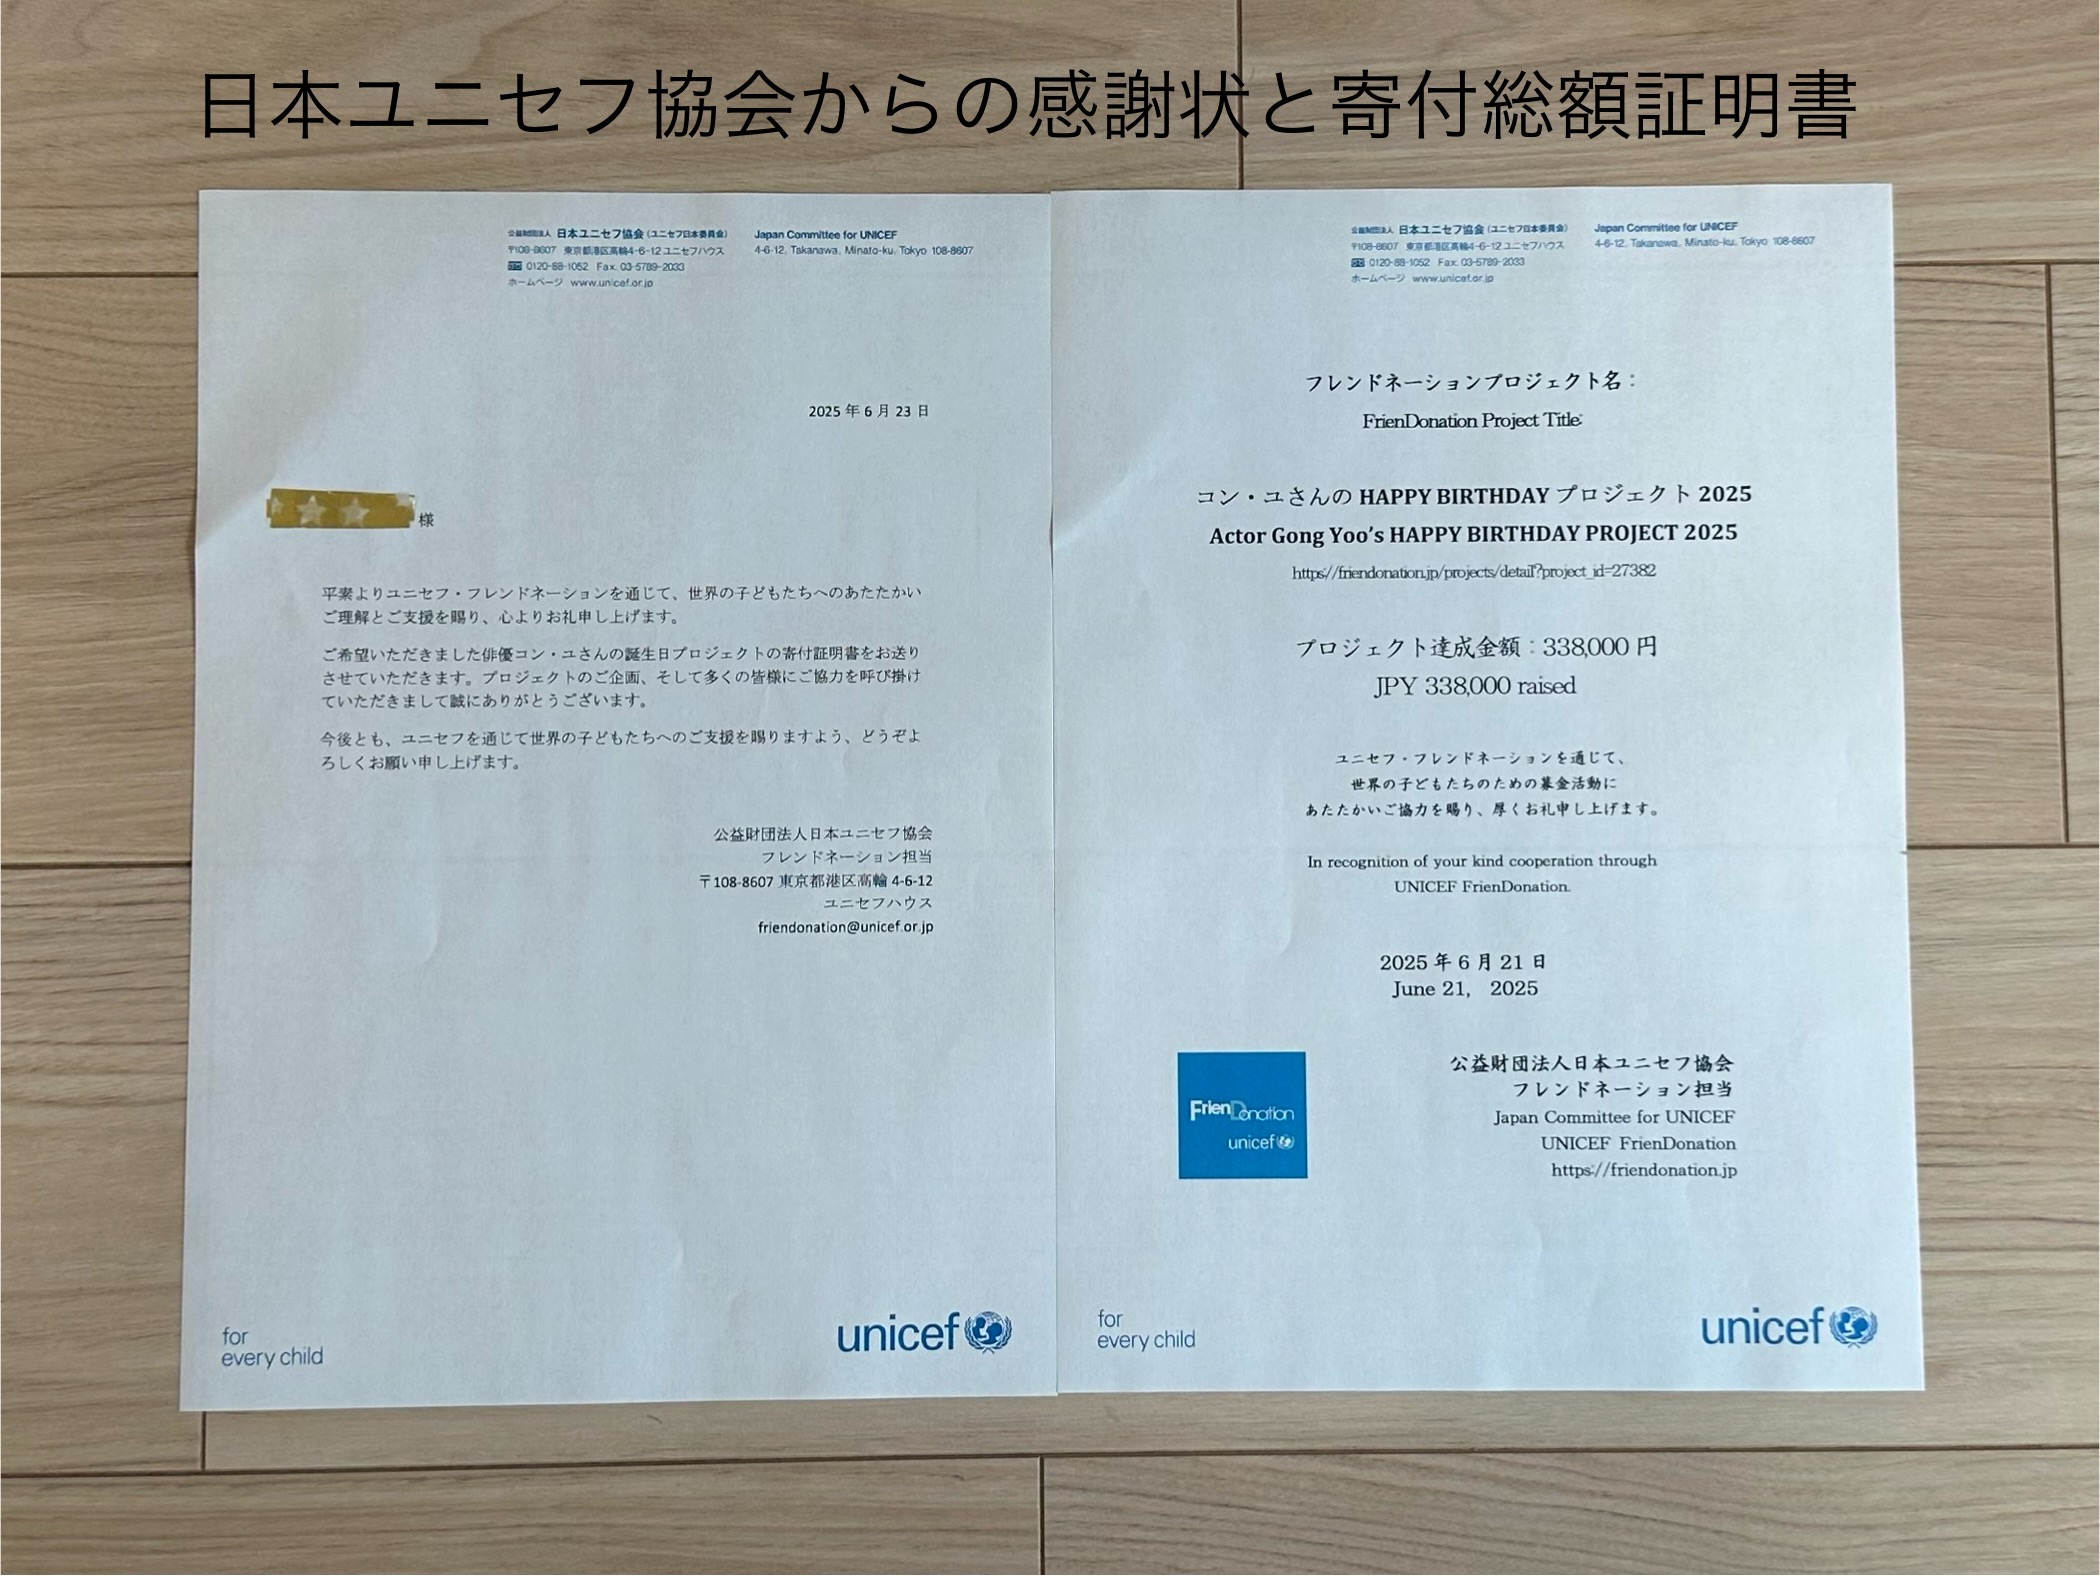 日本ユニセフ協会からの感謝状と寄付総額証明書
公益財団法人 日本ユニセフ協会 (ユニセフ日本委員会)
〒108-8607 東京都港区高輪4-6-12 ユニセフハウス
0120-88-1052 Fax. 03-5789-2033
ホームページ www.unicef.or.jp
Japan Committee for UNICEF
4-6-12, Takanawa, Minato-ku, Tokyo 108-8607
2025 年 6 月 23 日
様
平素よりユニセフ・フレンドネーションを通じて、世界の子どもたちへのあたたかい
ご理解とご支援を賜り、心よりお礼申し上げます。
ご希望いただきました俳優コン・ユさんの誕生日プロジェクトの寄付証明書をお送り
させていただきます。プロジェクトのご企画、そして多くの皆様にご協力を呼び掛け
ていただきまして誠にありがとうございます。
今後とも、ユニセフを通じて世界の子どもたちへのご支援を賜りますよう、どうぞよ
ろしくお願い申し上げます。
公益財団法人日本ユニセフ協会
フレンドネーション担当
〒108-8607 東京都港区高輪 4-6-12
ユニセフハウス
friendonation@unicef.or.jp
for
every child
unicef
公益財団法人 日本ユニセフ協会 (ユニセフ日本委員会)
〒108-8607 東京都港区高輪4-6-12 ユニセフハウス
0120-88-1052 Fax. 03-5789-2033
ホームページ www.unicef.or.jp
Japan Committee for UNICEF
4-6-12, Takanawa, Minato-ku, Tokyo 108-8607
フレンドネーションプロジェクト名：
FrienDonation Project Title:
コン・ユさんの HAPPY BIRTHDAY プロジェクト 2025
Actor Gong Yoo's HAPPY BIRTHDAY PROJECT 2025
https://friendonation.jp/projects/detail?project_id=27382
プロジェクト達成金額：338,000 円
JPY 338,000 raised
ユニセフ・フレンドネーションを通じて、
世界の子どもたちのための募金活動に
あたたかいご協力を賜り、厚くお礼申し上げます。
In recognition of your kind cooperation through
UNICEF FrienDonation.
2025 年 6 月 21 日
June 21, 2025
FrienDonation
unicef
公益財団法人日本ユニセフ協会
フレンドネーション担当
Japan Committee for UNICEF
UNICEF FrienDonation
https://friendonation.jp
for
every child
unicef